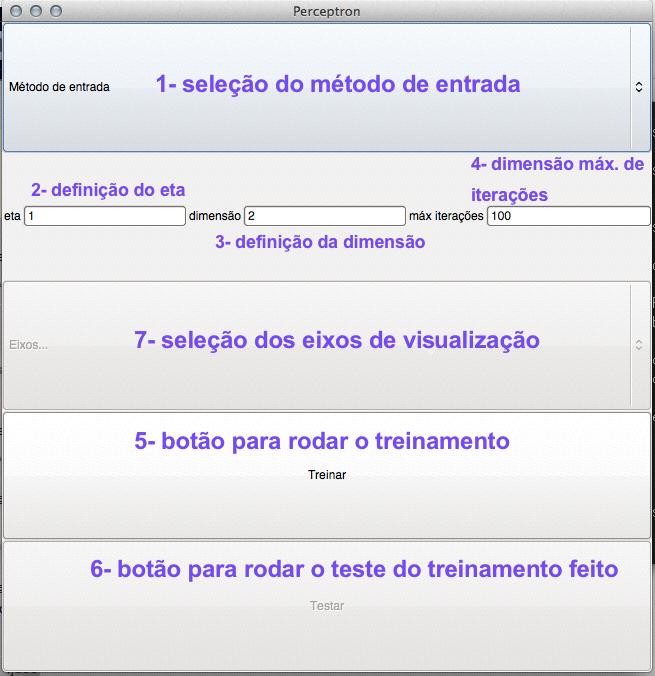 Perceptron
Método de entrada
1- seleção do método de entrada
4- dimensão máx. de
iterações
2- definição do eta
eta 1 dimensão 2 máx iterações 100
3- definição da dimensão
Eixos...
7- seleção dos eixos de visualização
5- botão para rodar o treinamento
Treinar
6- botão para rodar o teste do treinamento feito
Testar